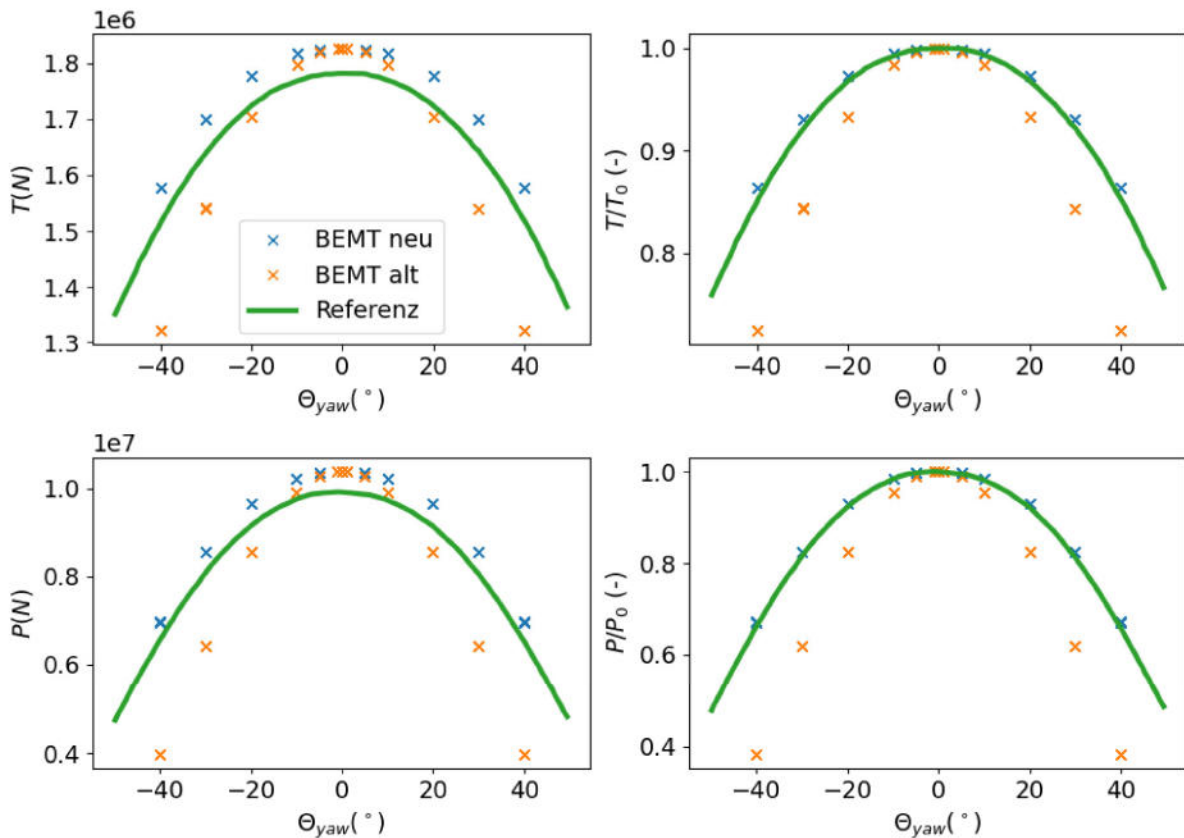 1e6
T(N)
1.8
1.7
1.6
1.5
1.4
1.3
BEMT neu
BEMT alt
Referenz
−40 −20 0 20 40
Θyaw(°)
T/T0 (-)
1.0
0.9
0.8
−40 −20 0 20 40
Θyaw(°)
1e7
P(N)
1.0
0.8
0.6
0.4
−40 −20 0 20 40
Θyaw(°)
P/P0 (-)
1.0
0.8
0.6
0.4
−40 −20 0 20 40
Θyaw(°)